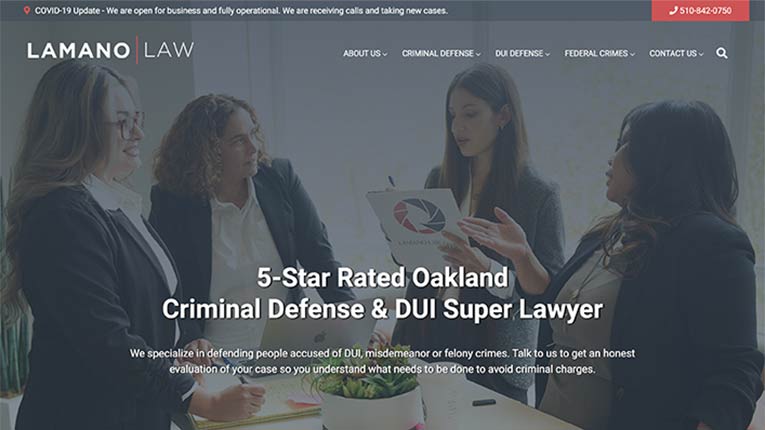 COVID-19 Update - We are open for business and fully operational. We are receiving calls and taking new cases.
510-842-0750
LAMANO | LAW
ABOUT US
CRIMINAL DEFENSE
DUI DEFENSE
FEDERAL CRIMES
CONTACT US
LAMANO LAW
5-Star Rated Oakland
Criminal Defense & DUI Super Lawyer
We specialize in defending people accused of DUI, misdemeanor or felony crimes. Talk to us to get an honest
evaluation of your case so you understand what needs to be done to avoid criminal charges.